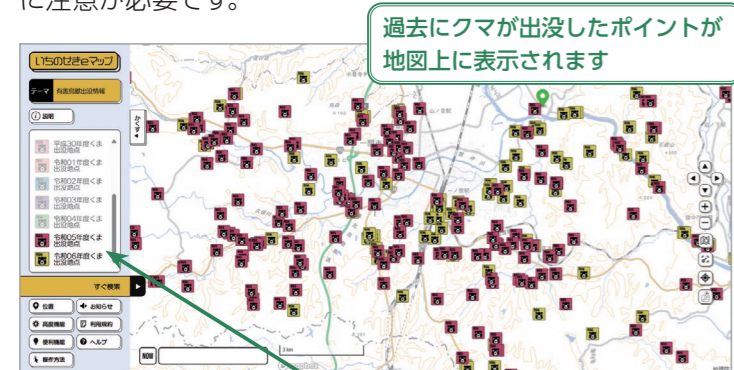 に注意が必要です。
過去にクマが出没したポイントが
地図上に表示されます
いちのせきeマップ
テーマ 有害鳥獣出没情報
i 説明
かくす
平成30年度くま
出没地点
令和01年度くま
出没地点
令和02年度くま
出没地点
令和03年度くま
出没地点
令和04年度くま
出没地点
令和05年度くま
出没地点
令和06年度くま
出没地点
すぐ検索
位置
お知らせ
高度機能
利用規約
便利機能
ヘルプ
操作方法
NOW
2 km